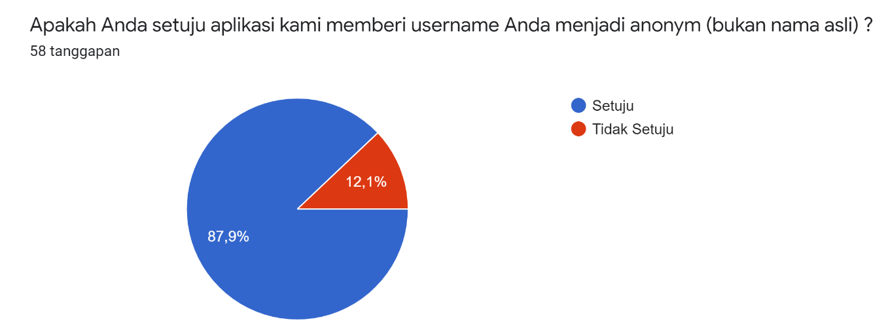 Apakah Anda setuju aplikasi kami memberi username Anda menjadi anonym (bukan nama asli) ?
58 tanggapan
Setuju
Tidak Setuju
12,1%
87,9%